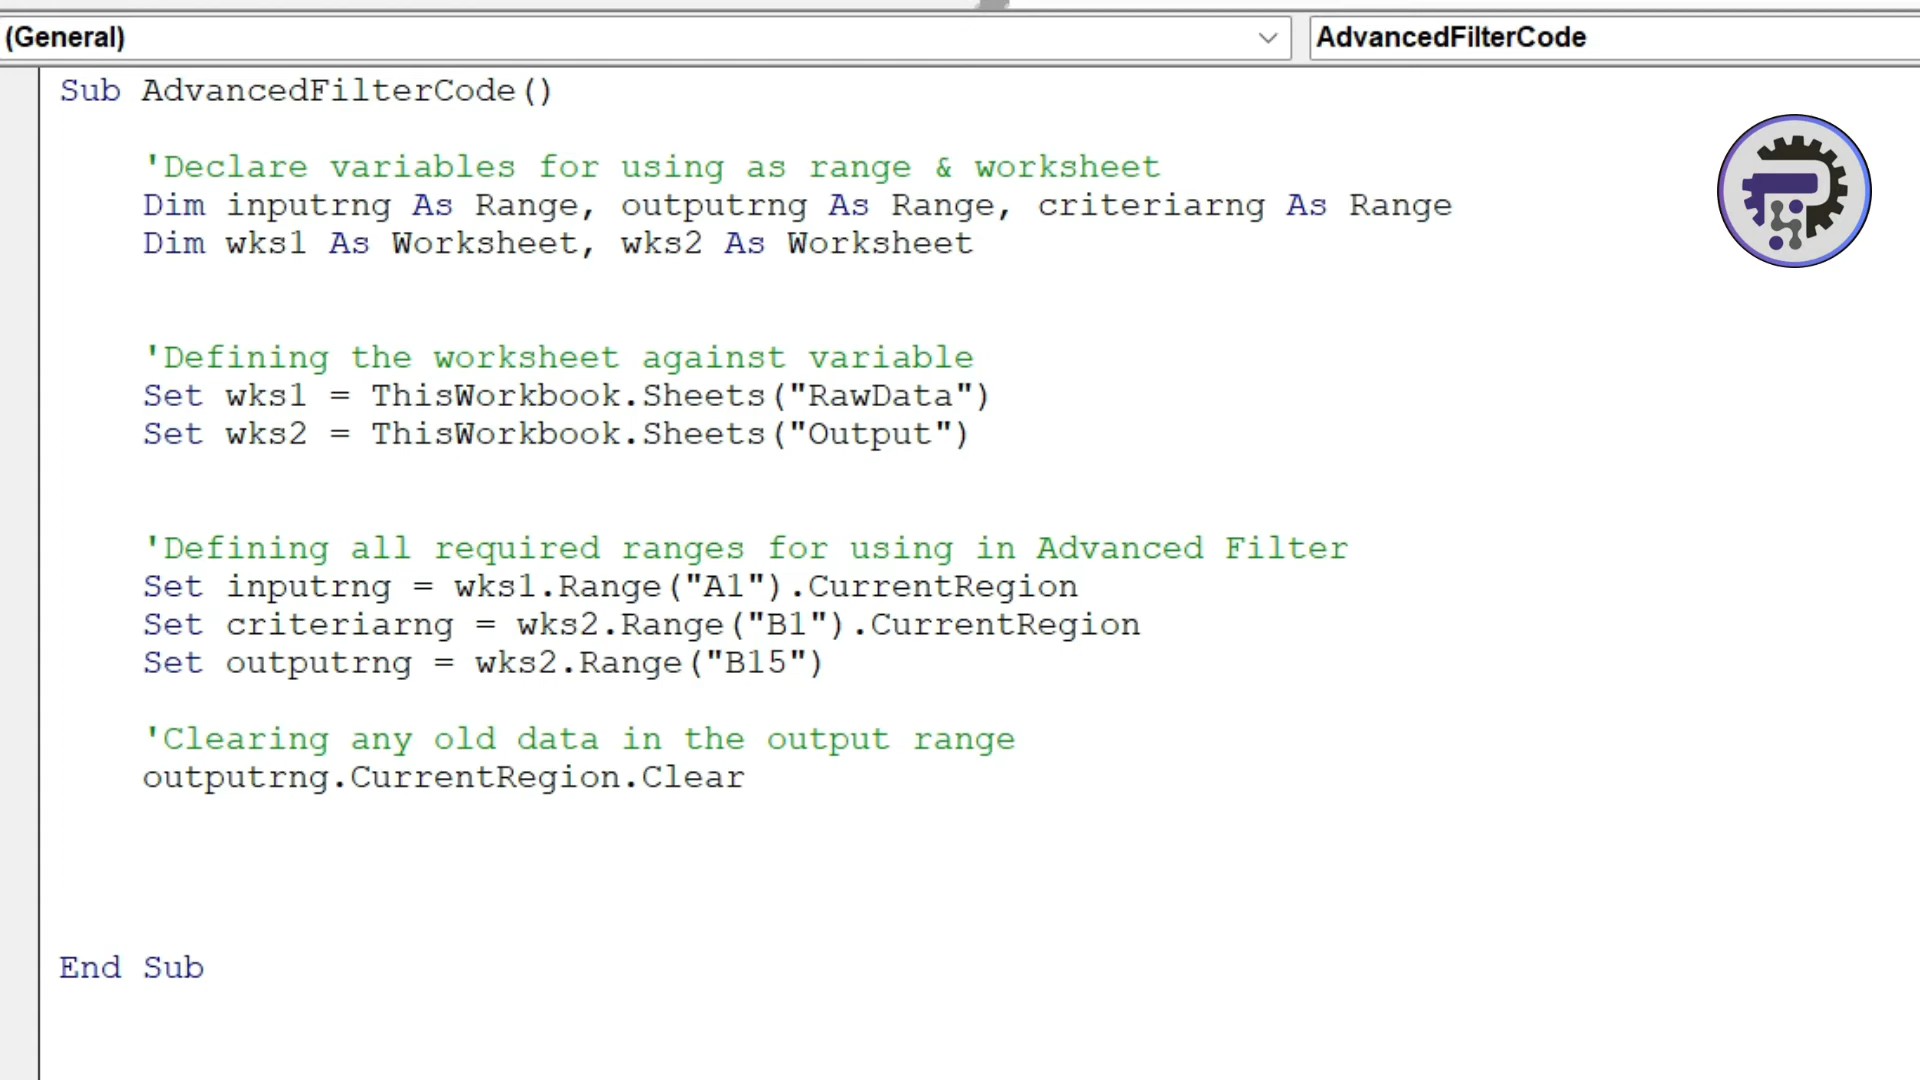 (General)
AdvancedFilterCode
Sub AdvancedFilterCode()
'Declare variables for using as range & worksheet
Dim inputrng As Range, outputrng As Range, criteriarng As Range
Dim wks1 As Worksheet, wks2 As Worksheet
'Defining the worksheet against variable
Set wks1 = ThisWorkbook.Sheets("RawData")
Set wks2 = ThisWorkbook.Sheets("Output")
'Defining all required ranges for using in Advanced Filter
Set inputrng = wks1.Range("A1").CurrentRegion
Set criteriarng = wks2.Range("B1").CurrentRegion
Set outputrng = wks2.Range("B15")
'Clearing any old data in the output range
outputrng.CurrentRegion.Clear
End Sub